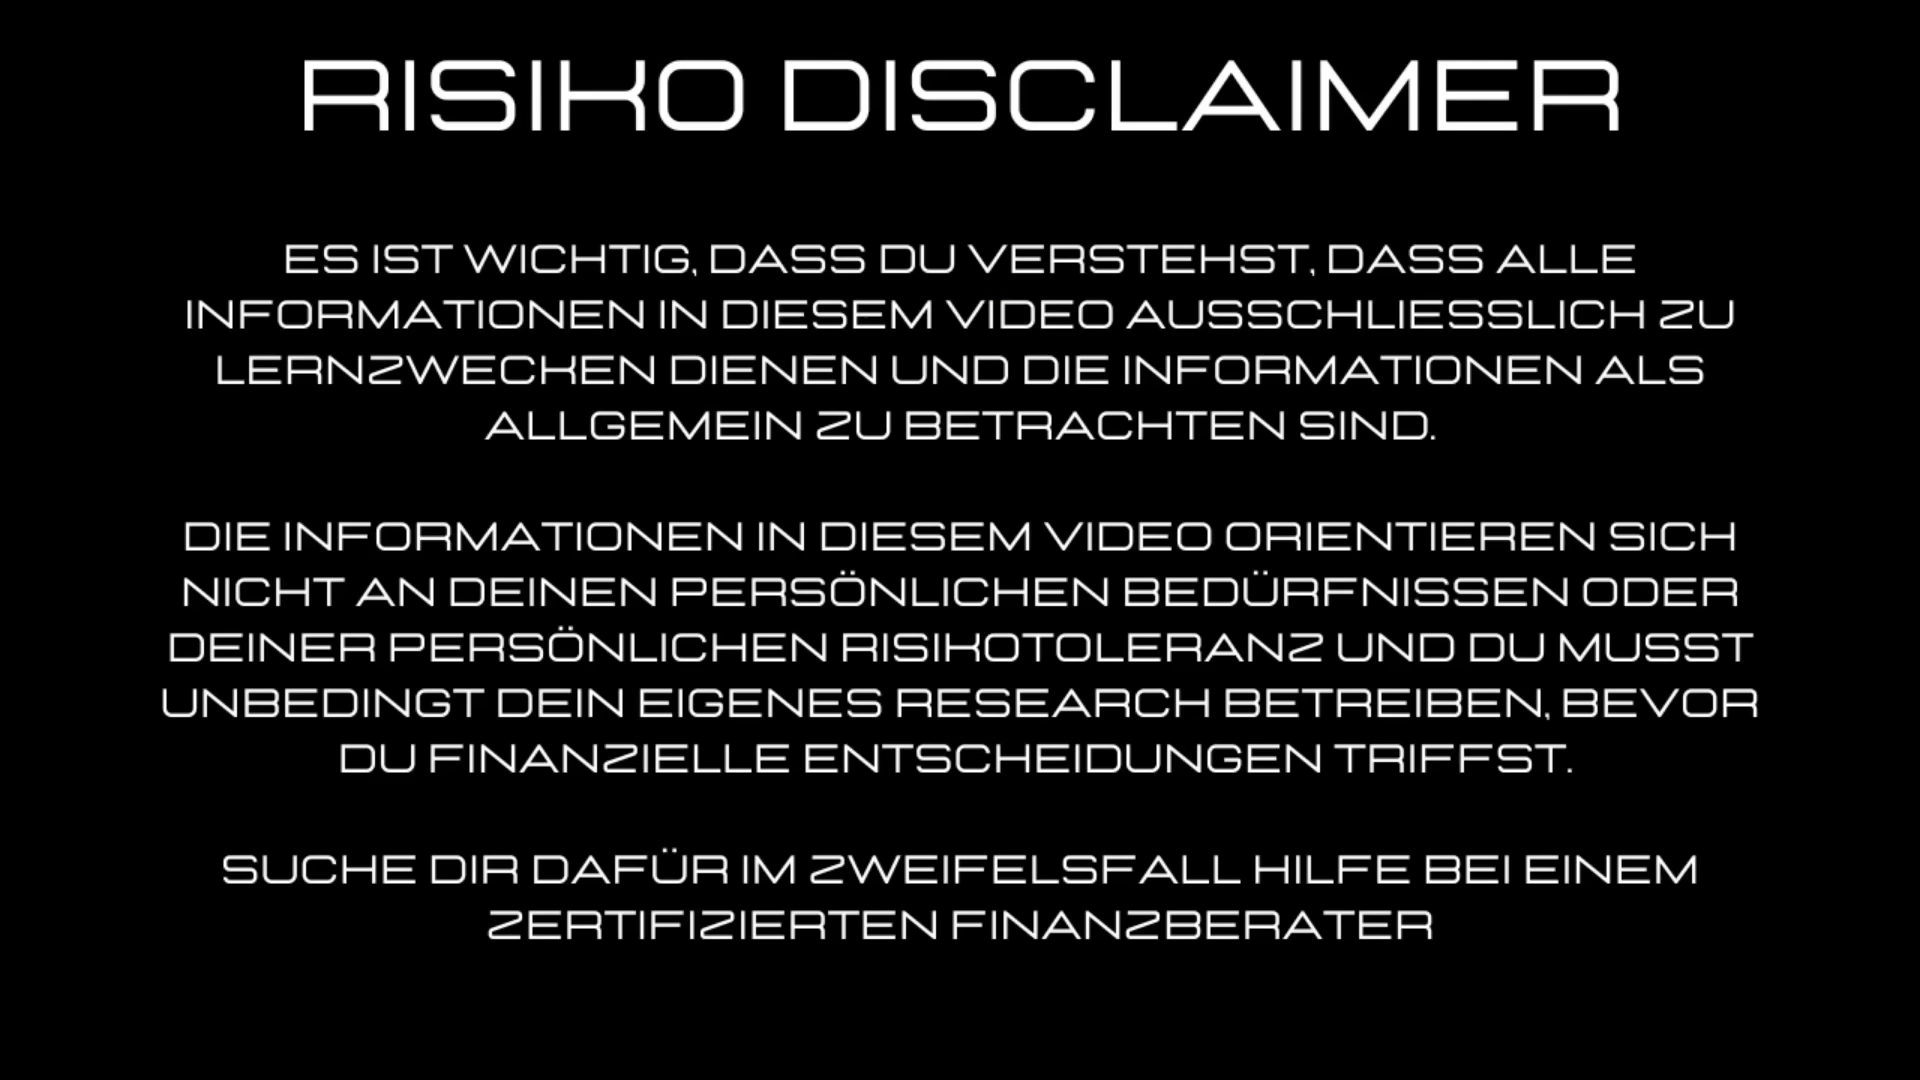 RISIKO DISCLAIMER
ES IST WICHTIG, DASS DU VERSTEHST, DASS ALLE
INFORMATIONEN IN DIESEM VIDEO AUSSCHLIESSLICH ZU
LERNZWECKEN DIENEN UND DIE INFORMATIONEN ALS
ALLGEMEIN ZU BETRACHTEN SIND.
DIE INFORMATIONEN IN DIESEM VIDEO ORIENTIEREN SICH
NICHT AN DEINEN PERSÖNLICHEN BEDÜRFNISSEN ODER
DEINER PERSÖNLICHEN RISIKOTOLERANZ UND DU MUSST
UNBEDINGT DEIN EIGENES RESEARCH BETREIBEN, BEVOR
DU FINANZIELLE ENTSCHEIDUNGEN TRIFFST.
SUCHE DIR DAFÜR IM ZWEIFELSFALL HILFE BEI EINEM
ZERTIFIZIERTEN FINANZBERATER